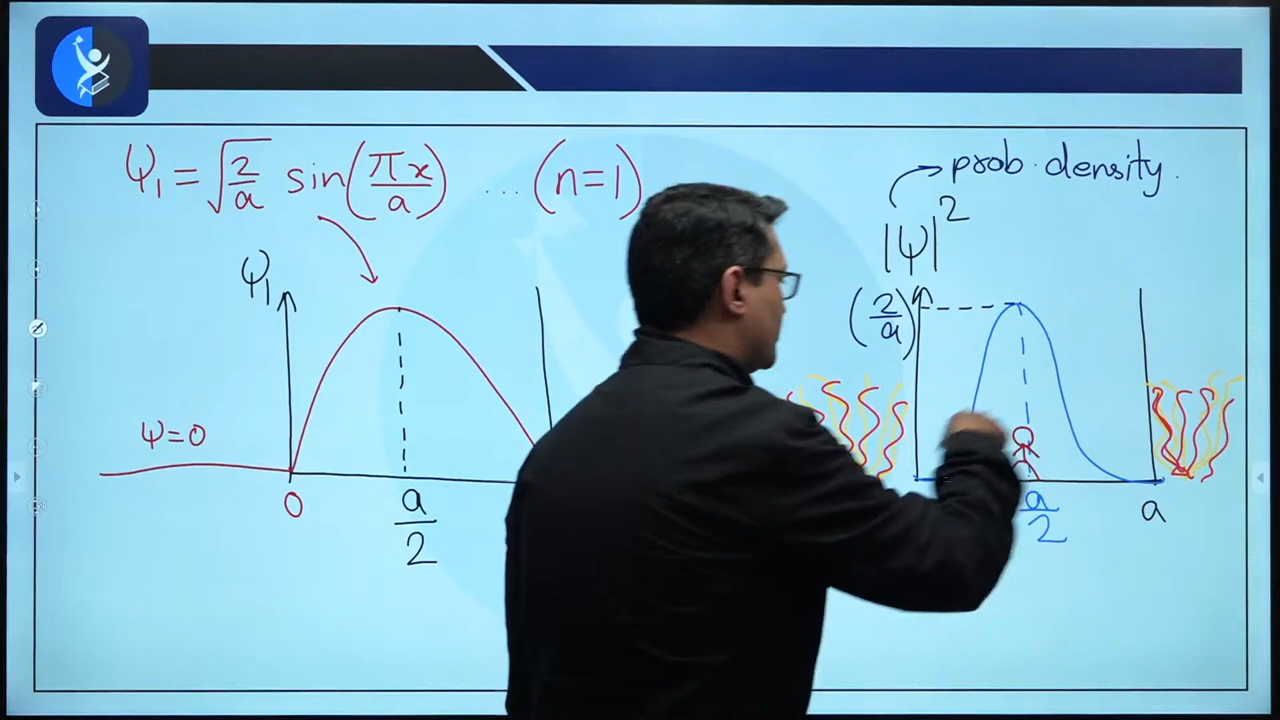 ψ₁ = √(2/a) sin(πx/a) ... (n=1)
prob. density.
|ψ|²
ψ₁
(2/a)
ψ=0
0
a/2
a/2
a